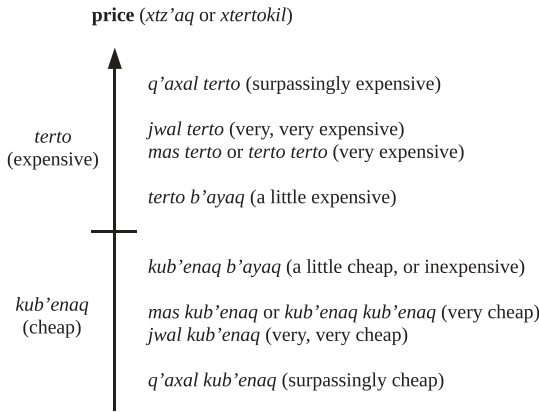 price (xtz’aq or xtertokil)
q’axal terto (surpassingly expensive)
jwal terto (very, very expensive)
mas terto or terto terto (very expensive)
terto b’ayaq (a little expensive)
terto
(expensive)
kub’enaq b’ayaq (a little cheap, or inexpensive)
mas kub’enaq or kub’enaq kub’enaq (very cheap)
jwal kub’enaq (very, very cheap)
q’axal kub’enaq (surpassingly cheap)
kub’enaq
(cheap)